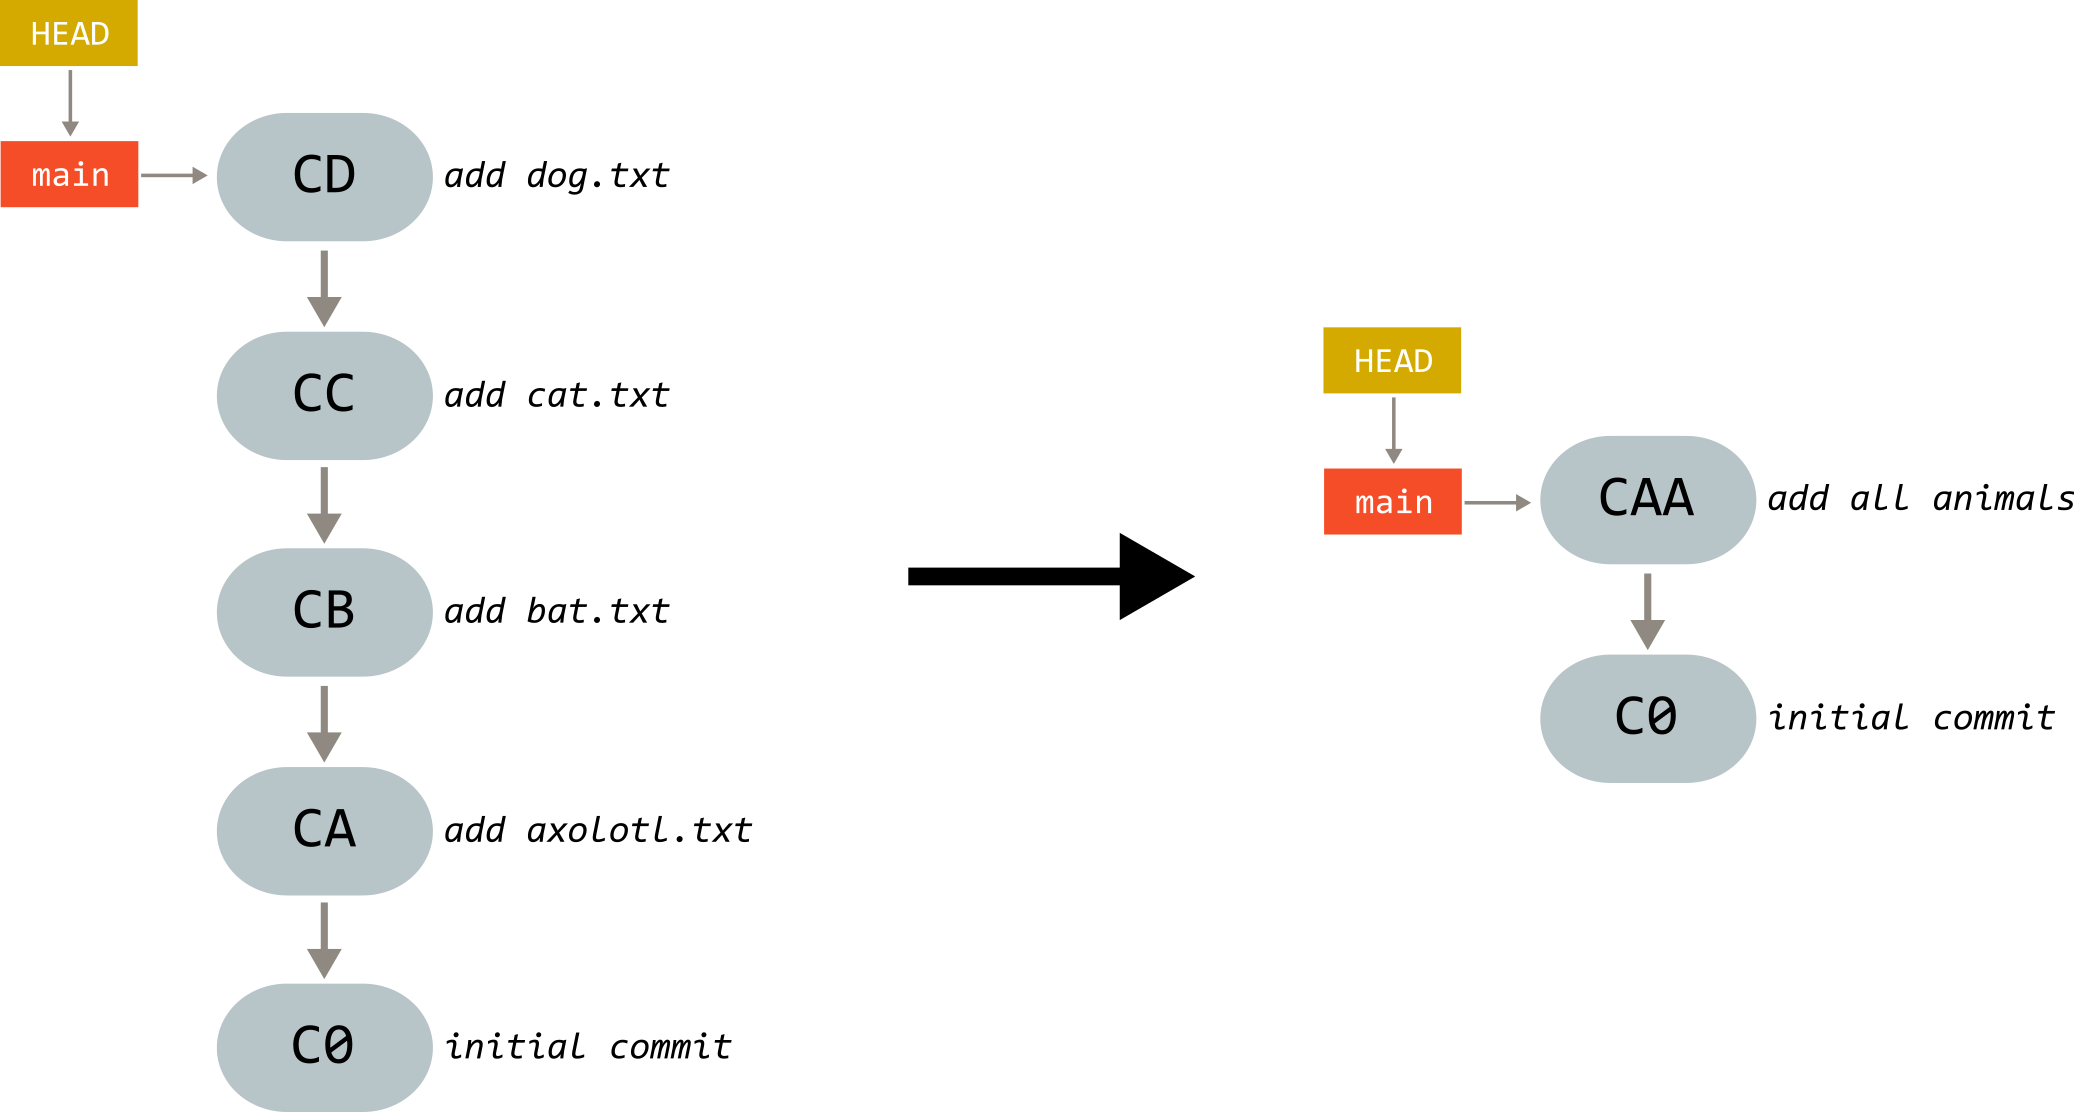 HEAD
main
CD
add dog.txt
CC
add cat.txt
CB
add bat.txt
CA
add axolotl.txt
C0
initial commit
HEAD
main
CAA
add all animals
C0
initial commit